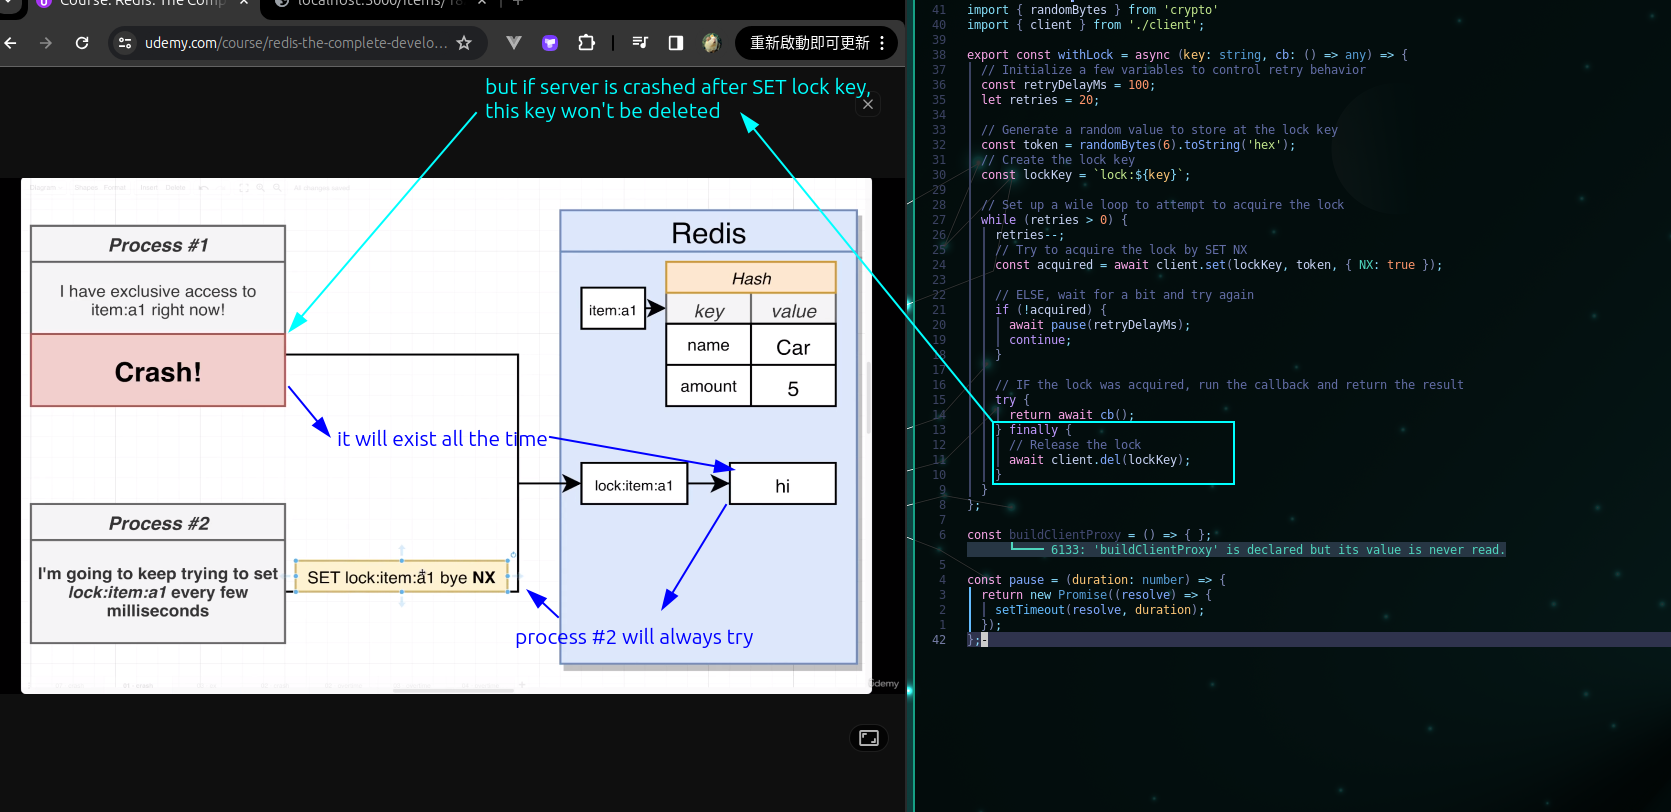 Course: Redis: The Comp
localhost:3000/items/
udemy.com/course/redis-the-complete-develo...
重新啟動即可更新
but if server is crashed after SET lock key,
this key won't be deleted
Process #1
I have exclusive access to
item:a1 right now!
Crash!
it will exist all the time
Process #2
I'm going to keep trying to set
lock:item:a1 every few
milliseconds
SET lock:item:a1 bye NX
process #2 will always try
Redis
Hash
item:a1
key value
name Car
amount 5
lock:item:a1
hi
Udemy
41 import { randomBytes } from 'crypto'
40 import { client } from './client';
39
38 export const withLock = async (key: string, cb: () => any) => {
37 // Initialize a few variables to control retry behavior
36 const retryDelayMs = 100;
35 let retries = 20;
34
33 // Generate a random value to store at the lock key
32 const token = randomBytes(6).toString('hex');
31 // Create the lock key
30 const lockKey = `lock:${key}`;
29
28 // Set up a wile loop to attempt to acquire the lock
27 while (retries > 0) {
26 retries--;
25 // Try to acquire the lock by SET NX
24 const acquired = await client.set(lockKey, token, { NX: true });
23
22 // ELSE, wait for a bit and try again
21 if (!acquired) {
20 await pause(retryDelayMs);
19 continue;
18 }
17
16 // IF the lock was acquired, run the callback and return the result
15 try {
14 return await cb();
13 } finally {
12 // Release the lock
11 await client.del(lockKey);
10 }
9 }
8 };
7
6 const buildClientProxy = () => { };
6133: 'buildClientProxy' is declared but its value is never read.
5
4 const pause = (duration: number) => {
3 return new Promise((resolve) => {
2 setTimeout(resolve, duration);
1 });
42 };